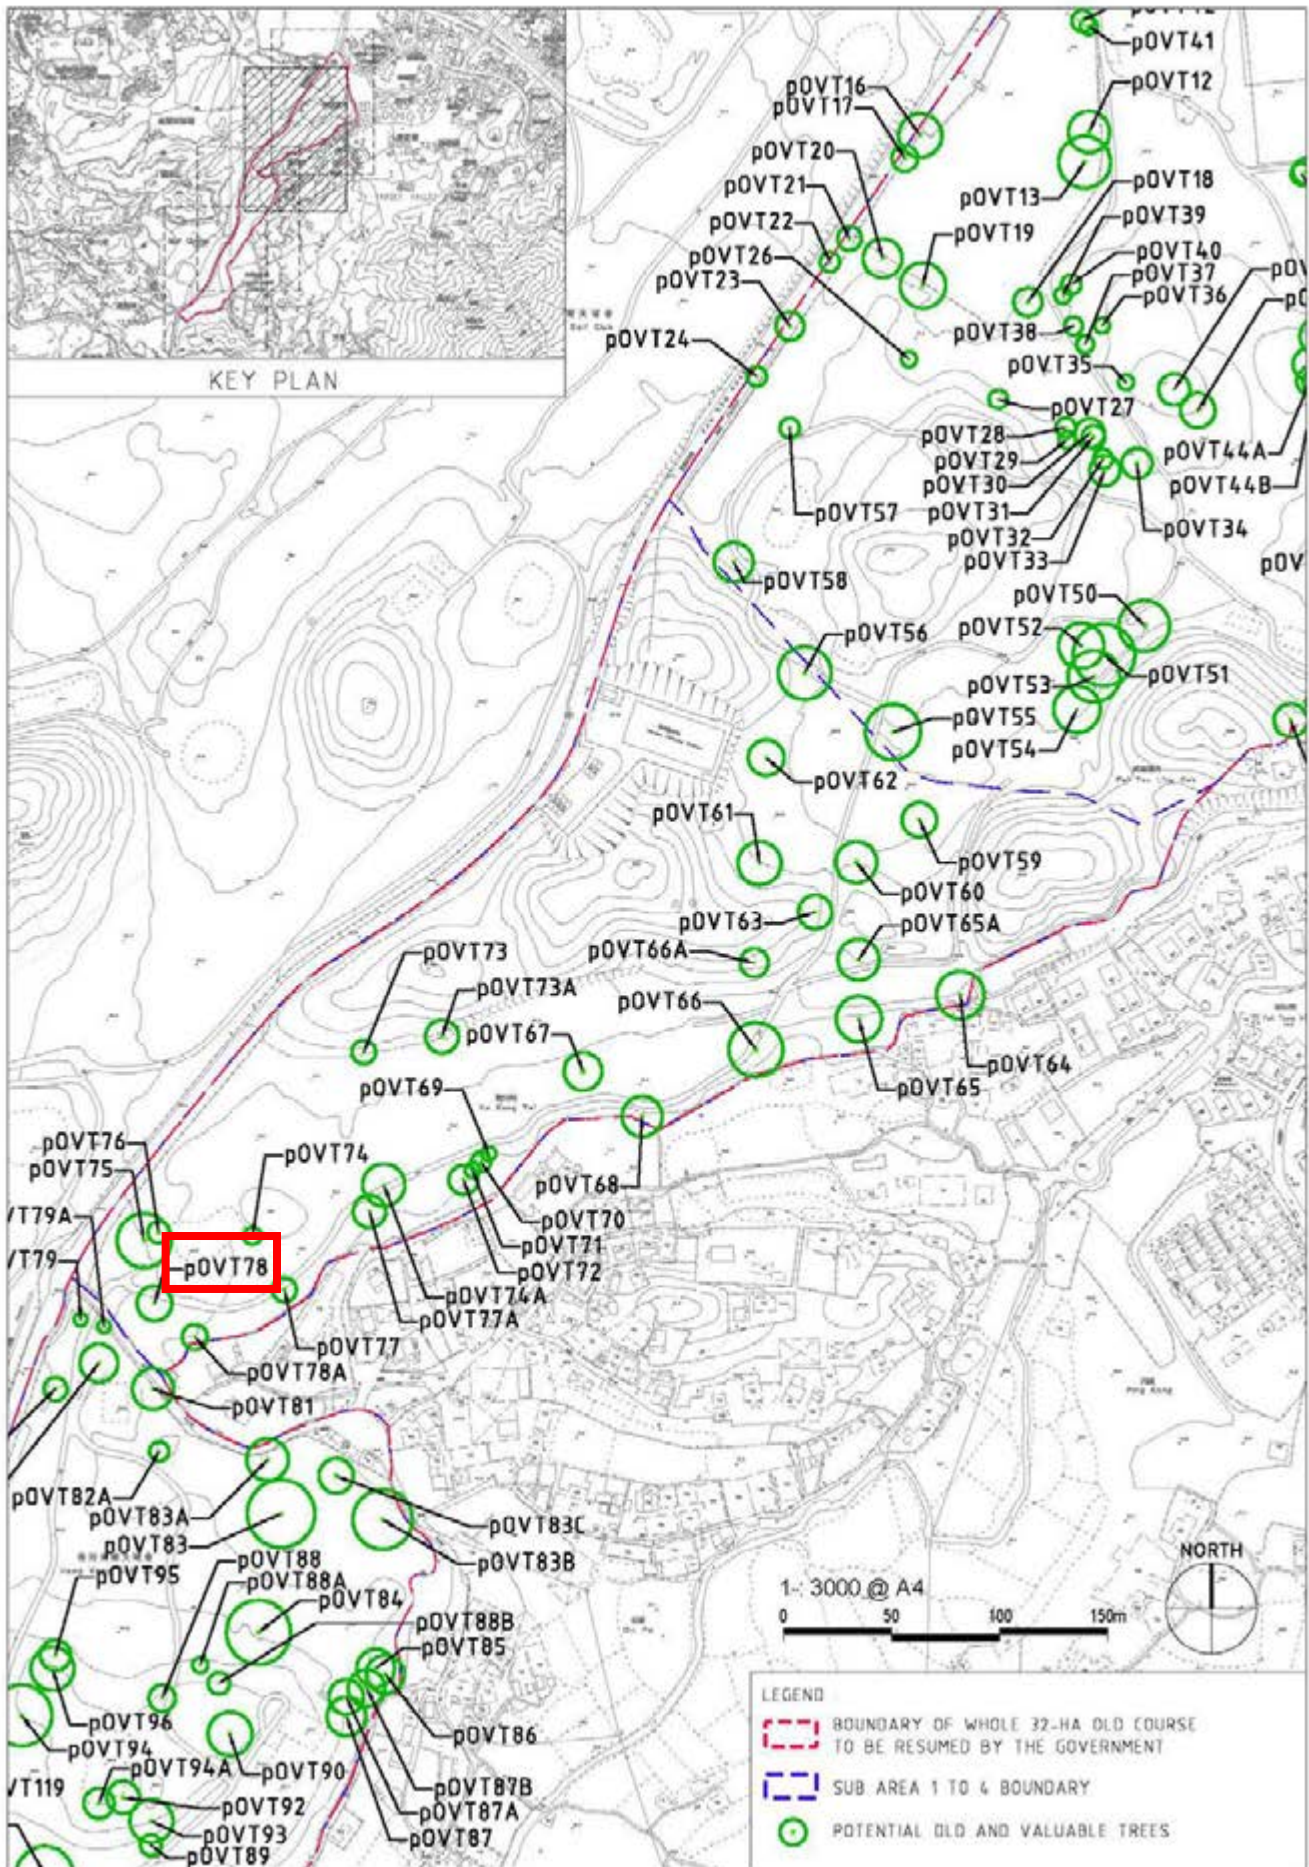 pOVT41
pOVT16
pOVT12
pOVT17
pOVT20
pOVT21
pOVT18
pOVT13
pOVT22
pOVT39
pOVT19
pOVT26
pOVT40
pOVT37
pOVT23
pOVT36
pOVT38
pOVT24
pOVT35
KEY PLAN
pOVT27
pOVT28
pOVT44A
pOVT29
pOVT30
pOVT44B
pOVT57
pOVT31
pOVT34
pOVT32
pOVT33
pOVT58
pOVT50
pOVT52
pOVT56
pOVT51
pOVT53
pOVT55
pOVT54
pOVT62
pOVT61
pOVT59
pOVT60
pOVT63
pOVT65A
pOVT73
pOVT66A
pOVT73A
pOVT66
pOVT67
pOVT64
pOVT65
pOVT69
pOVT76
pOVT74
pOVT75
pOVT68
VT79A
pOVT70
pOVT71
VT79
pOVT78
pOVT72
pOVT74A
pOVT77A
pOVT77
pOVT78A
pOVT81
Ping Kong
pOVT82A
pOVT83A
pOVT83C
pOVT83
pOVT83B
pOVT88
pOVT95
pOVT88A
pOVT84
pOVT88B
pOVT85
pOVT96
pOVT86
pOVT94
pOVT94A
pOVT90
VT119
pOVT87B
pOVT92
pOVT87A
pOVT93
pOVT87
pOVT89
NORTH
1-: 3000 @ A4
0 50 100 150m
LEGEND
BOUNDARY OF WHOLE 32-HA OLD COURSE
TO BE RESUMED BY THE GOVERNMENT
SUB AREA 1 TO 4 BOUNDARY
POTENTIAL OLD AND VALUABLE TREES